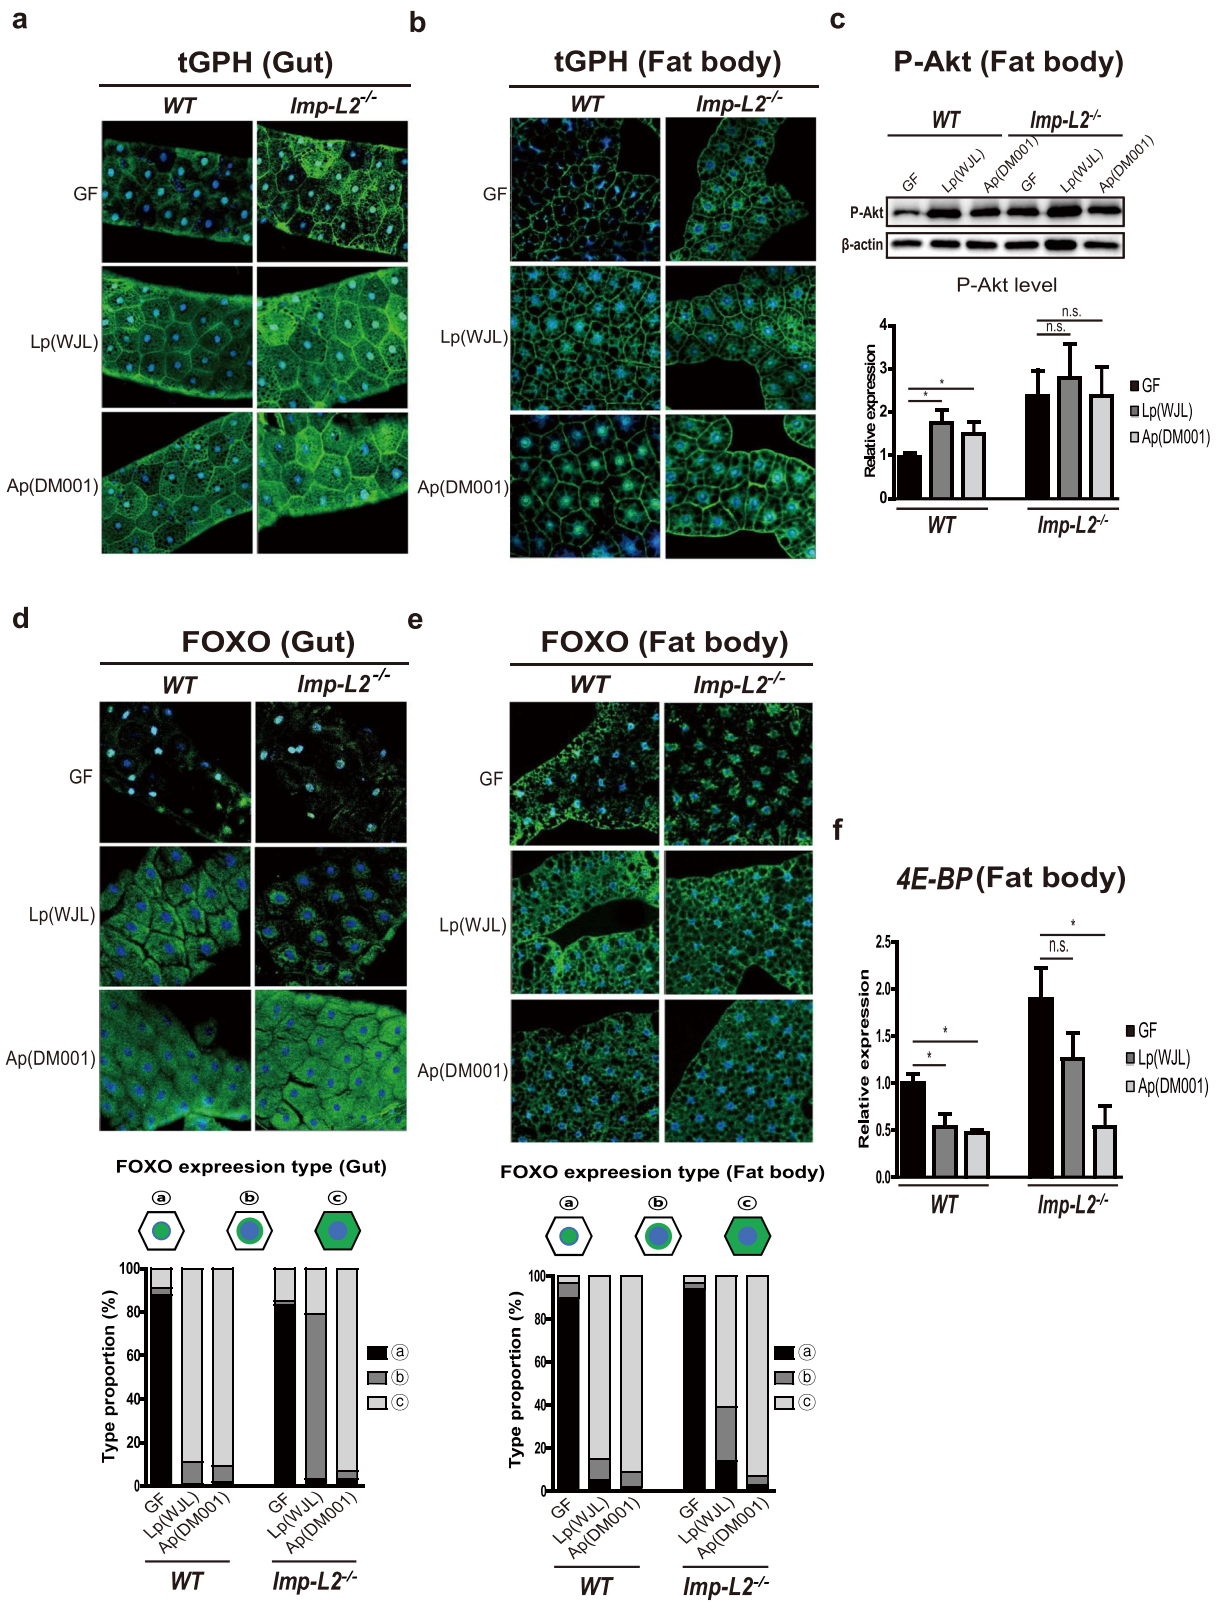 a
tGPH (Gut)
WT Imp-L2-/-
GF
Lp(WJL)
Ap(DM001)
b
tGPH (Fat body)
WT Imp-L2-/-
GF
Lp(WJL)
Ap(DM001)
c
P-Akt (Fat body)
WT Imp-L2-/-
GF Lp(WJL) Ap(DM001) GF Lp(WJL) Ap(DM001)
P-Akt
β-actin
P-Akt level
Relative expression
4
3
2
1
0
* *
n.s.
n.s.
GF
Lp(WJL)
Ap(DM001)
WT Imp-L2-/-
d
FOXO (Gut)
WT Imp-L2-/-
GF
Lp(WJL)
Ap(DM001)
FOXO expreesion type (Gut)
ⓐ ⓑ ⓒ
Type proportion (%)
100
80
60
40
20
0
ⓐ
ⓑ
ⓒ
GF Lp(WJL) Ap(DM001) GF Lp(WJL) Ap(DM001)
WT Imp-L2-/-
e
FOXO (Fat body)
WT Imp-L2-/-
GF
Lp(WJL)
Ap(DM001)
FOXO expreesion type (Fat body)
ⓐ ⓑ ⓒ
Type proportion (%)
100
80
60
40
20
0
ⓐ
ⓑ
ⓒ
GF Lp(WJL) Ap(DM001) GF Lp(WJL) Ap(DM001)
WT Imp-L2-/-
f
4E-BP (Fat body)
Relative expression
2.5
2.0
1.5
1.0
0.5
0.0
* *
n.s.
*
GF
Lp(WJL)
Ap(DM001)
WT Imp-L2-/-